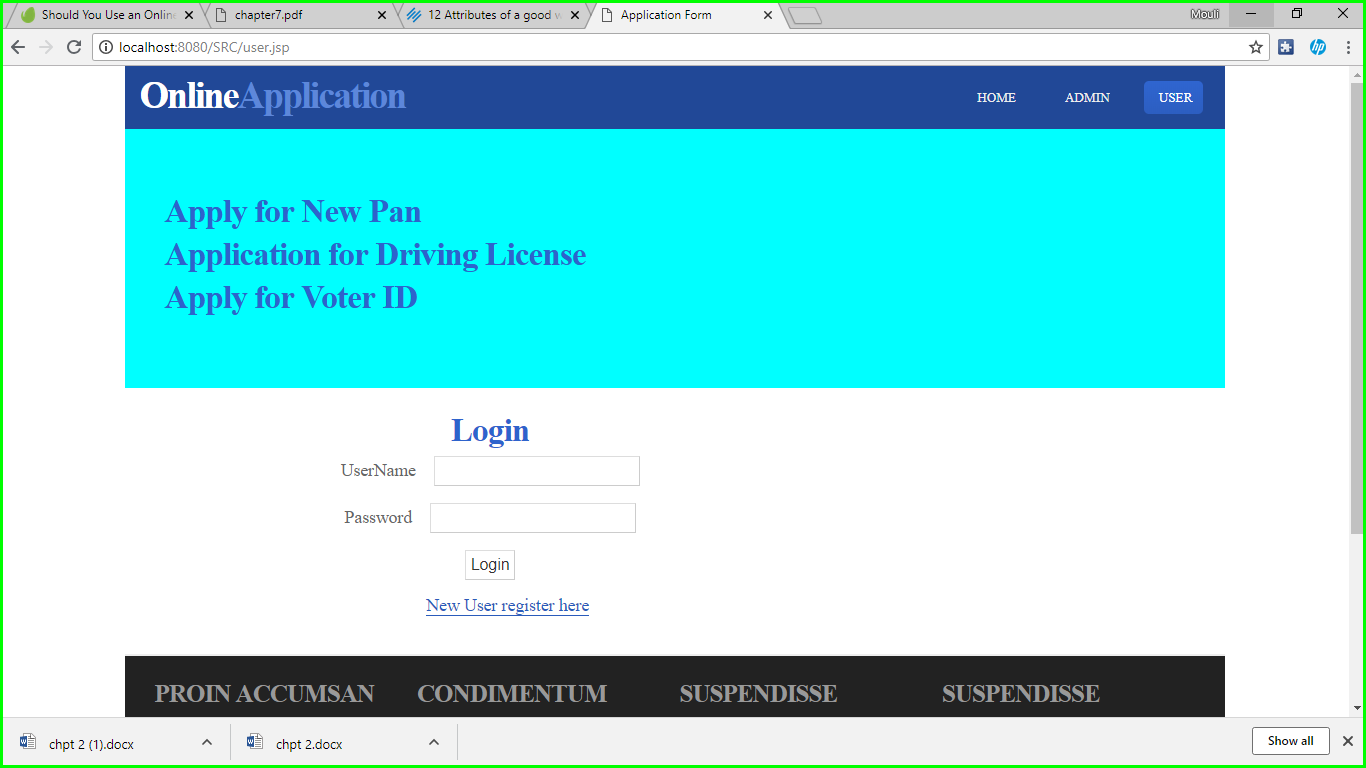 Should You Use an Online
chapter7.pdf
12 Attributes of a good w
Application Form
Mouli
localhost:8080/SRC/user.jsp
OnlineApplication
HOME
ADMIN
USER
Apply for New Pan
Application for Driving License
Apply for Voter ID
Login
UserName
Password
Login
New User register here
PROIN ACCUMSAN
CONDIMENTUM
SUSPENDISSE
SUSPENDISSE
chpt 2 (1).docx
chpt 2.docx
Show all